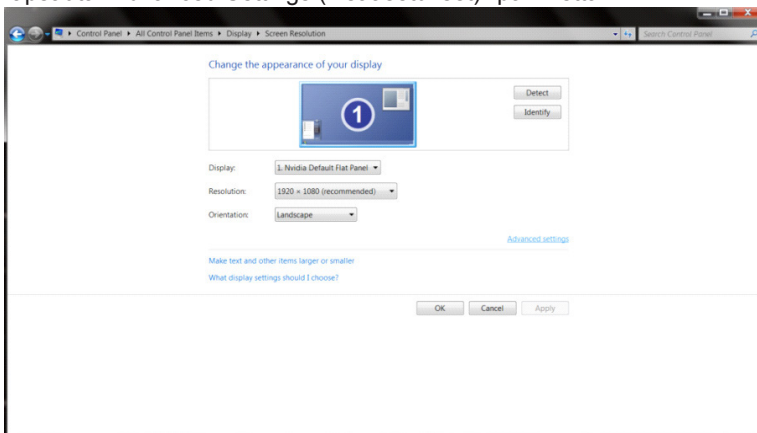 Control Panel ▸ All Control Panel Items ▸ Display ▸ Screen Resolution
Search Control Panel
Change the appearance of your display
1
Detect
Identify
Display: 1. Nvidia Default Flat Panel
Resolution: 1920 × 1080 (recommended)
Orientation: Landscape
Advanced settings
Make text and other items larger or smaller
What display settings should I choose?
OK Cancel Apply